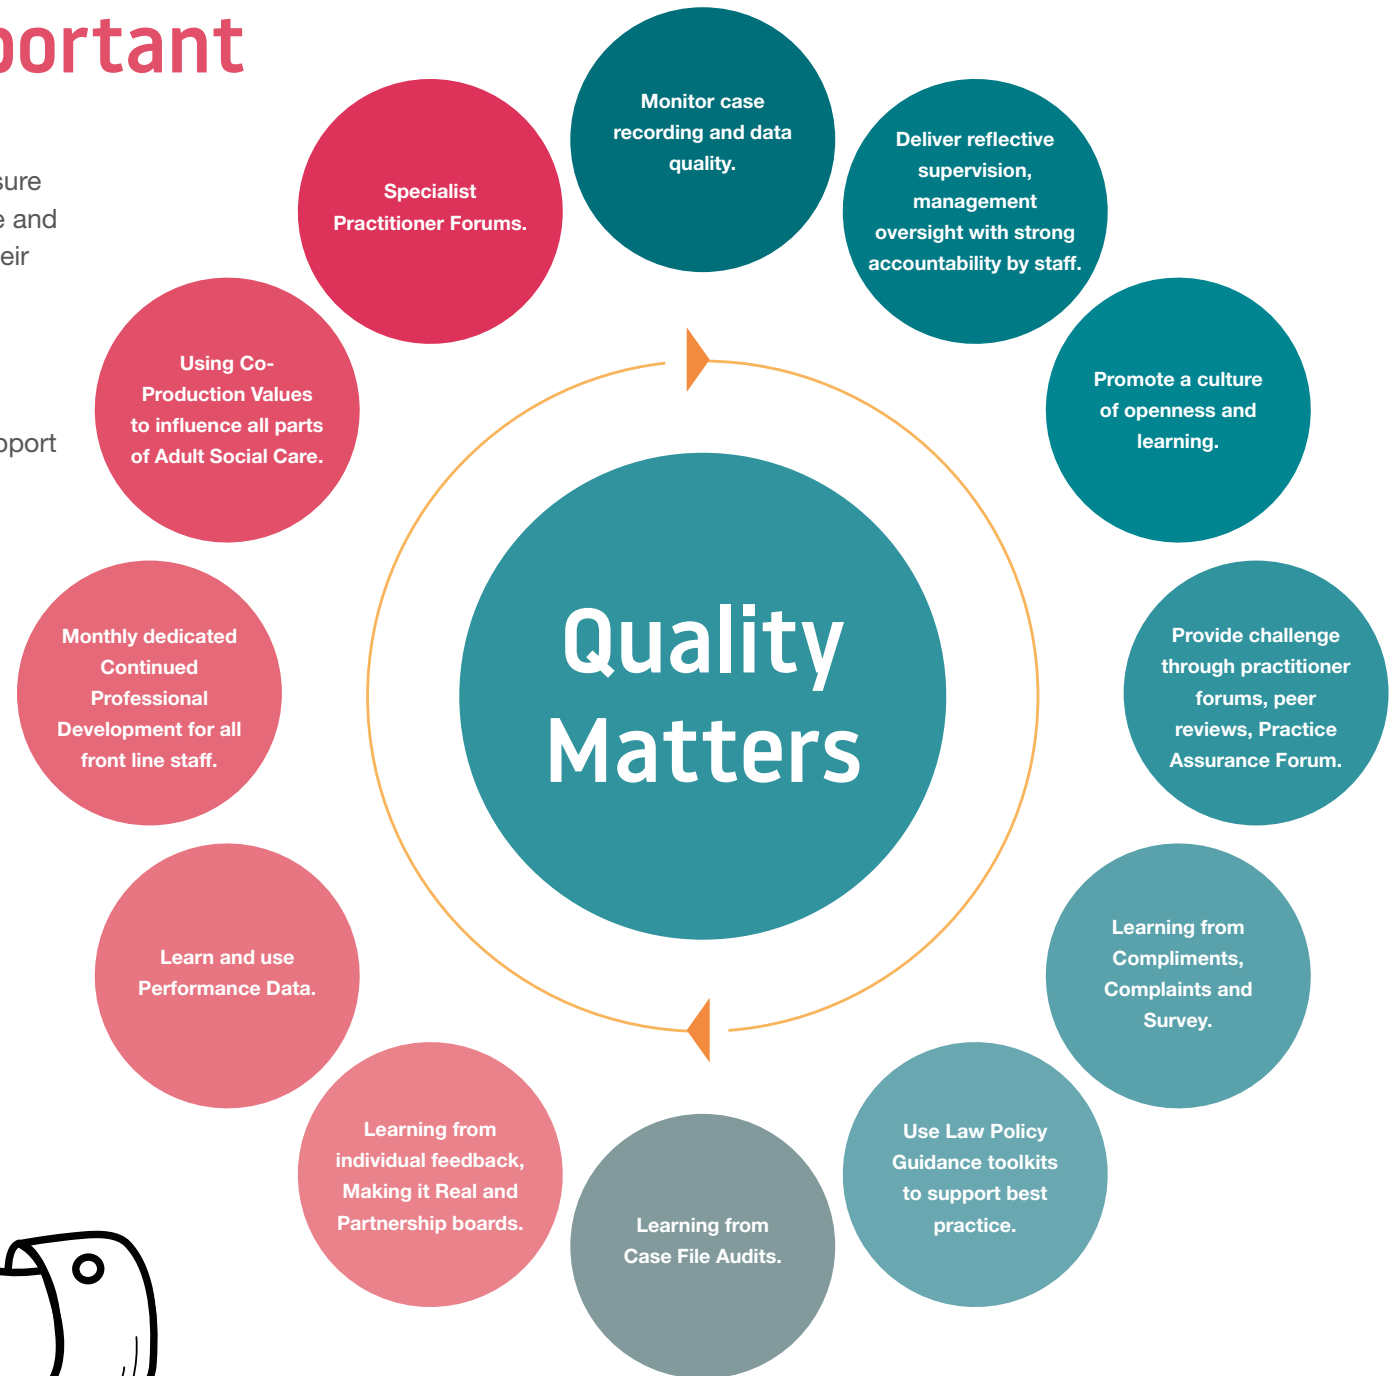 portant
sure
e and
eir
pport
Monitor case
recording and data
quality.
Deliver reflective
supervision,
management
oversight with strong
accountability by staff.
Promote a culture
of openness and
learning.
Provide challenge
through practitioner
forums, peer
reviews, Practice
Assurance Forum.
Learning from
Compliments,
Complaints and
Survey.
Use Law Policy
Guidance toolkits
to support best
practice.
Learning from
Case File Audits.
Learning from
individual feedback,
Making it Real and
Partnership boards.
Learn and use
Performance Data.
Monthly dedicated
Continued
Professional
Development for all
front line staff.
Using Co-
Production Values
to influence all parts
of Adult Social Care.
Specialist
Practitioner Forums.
Quality
Matters